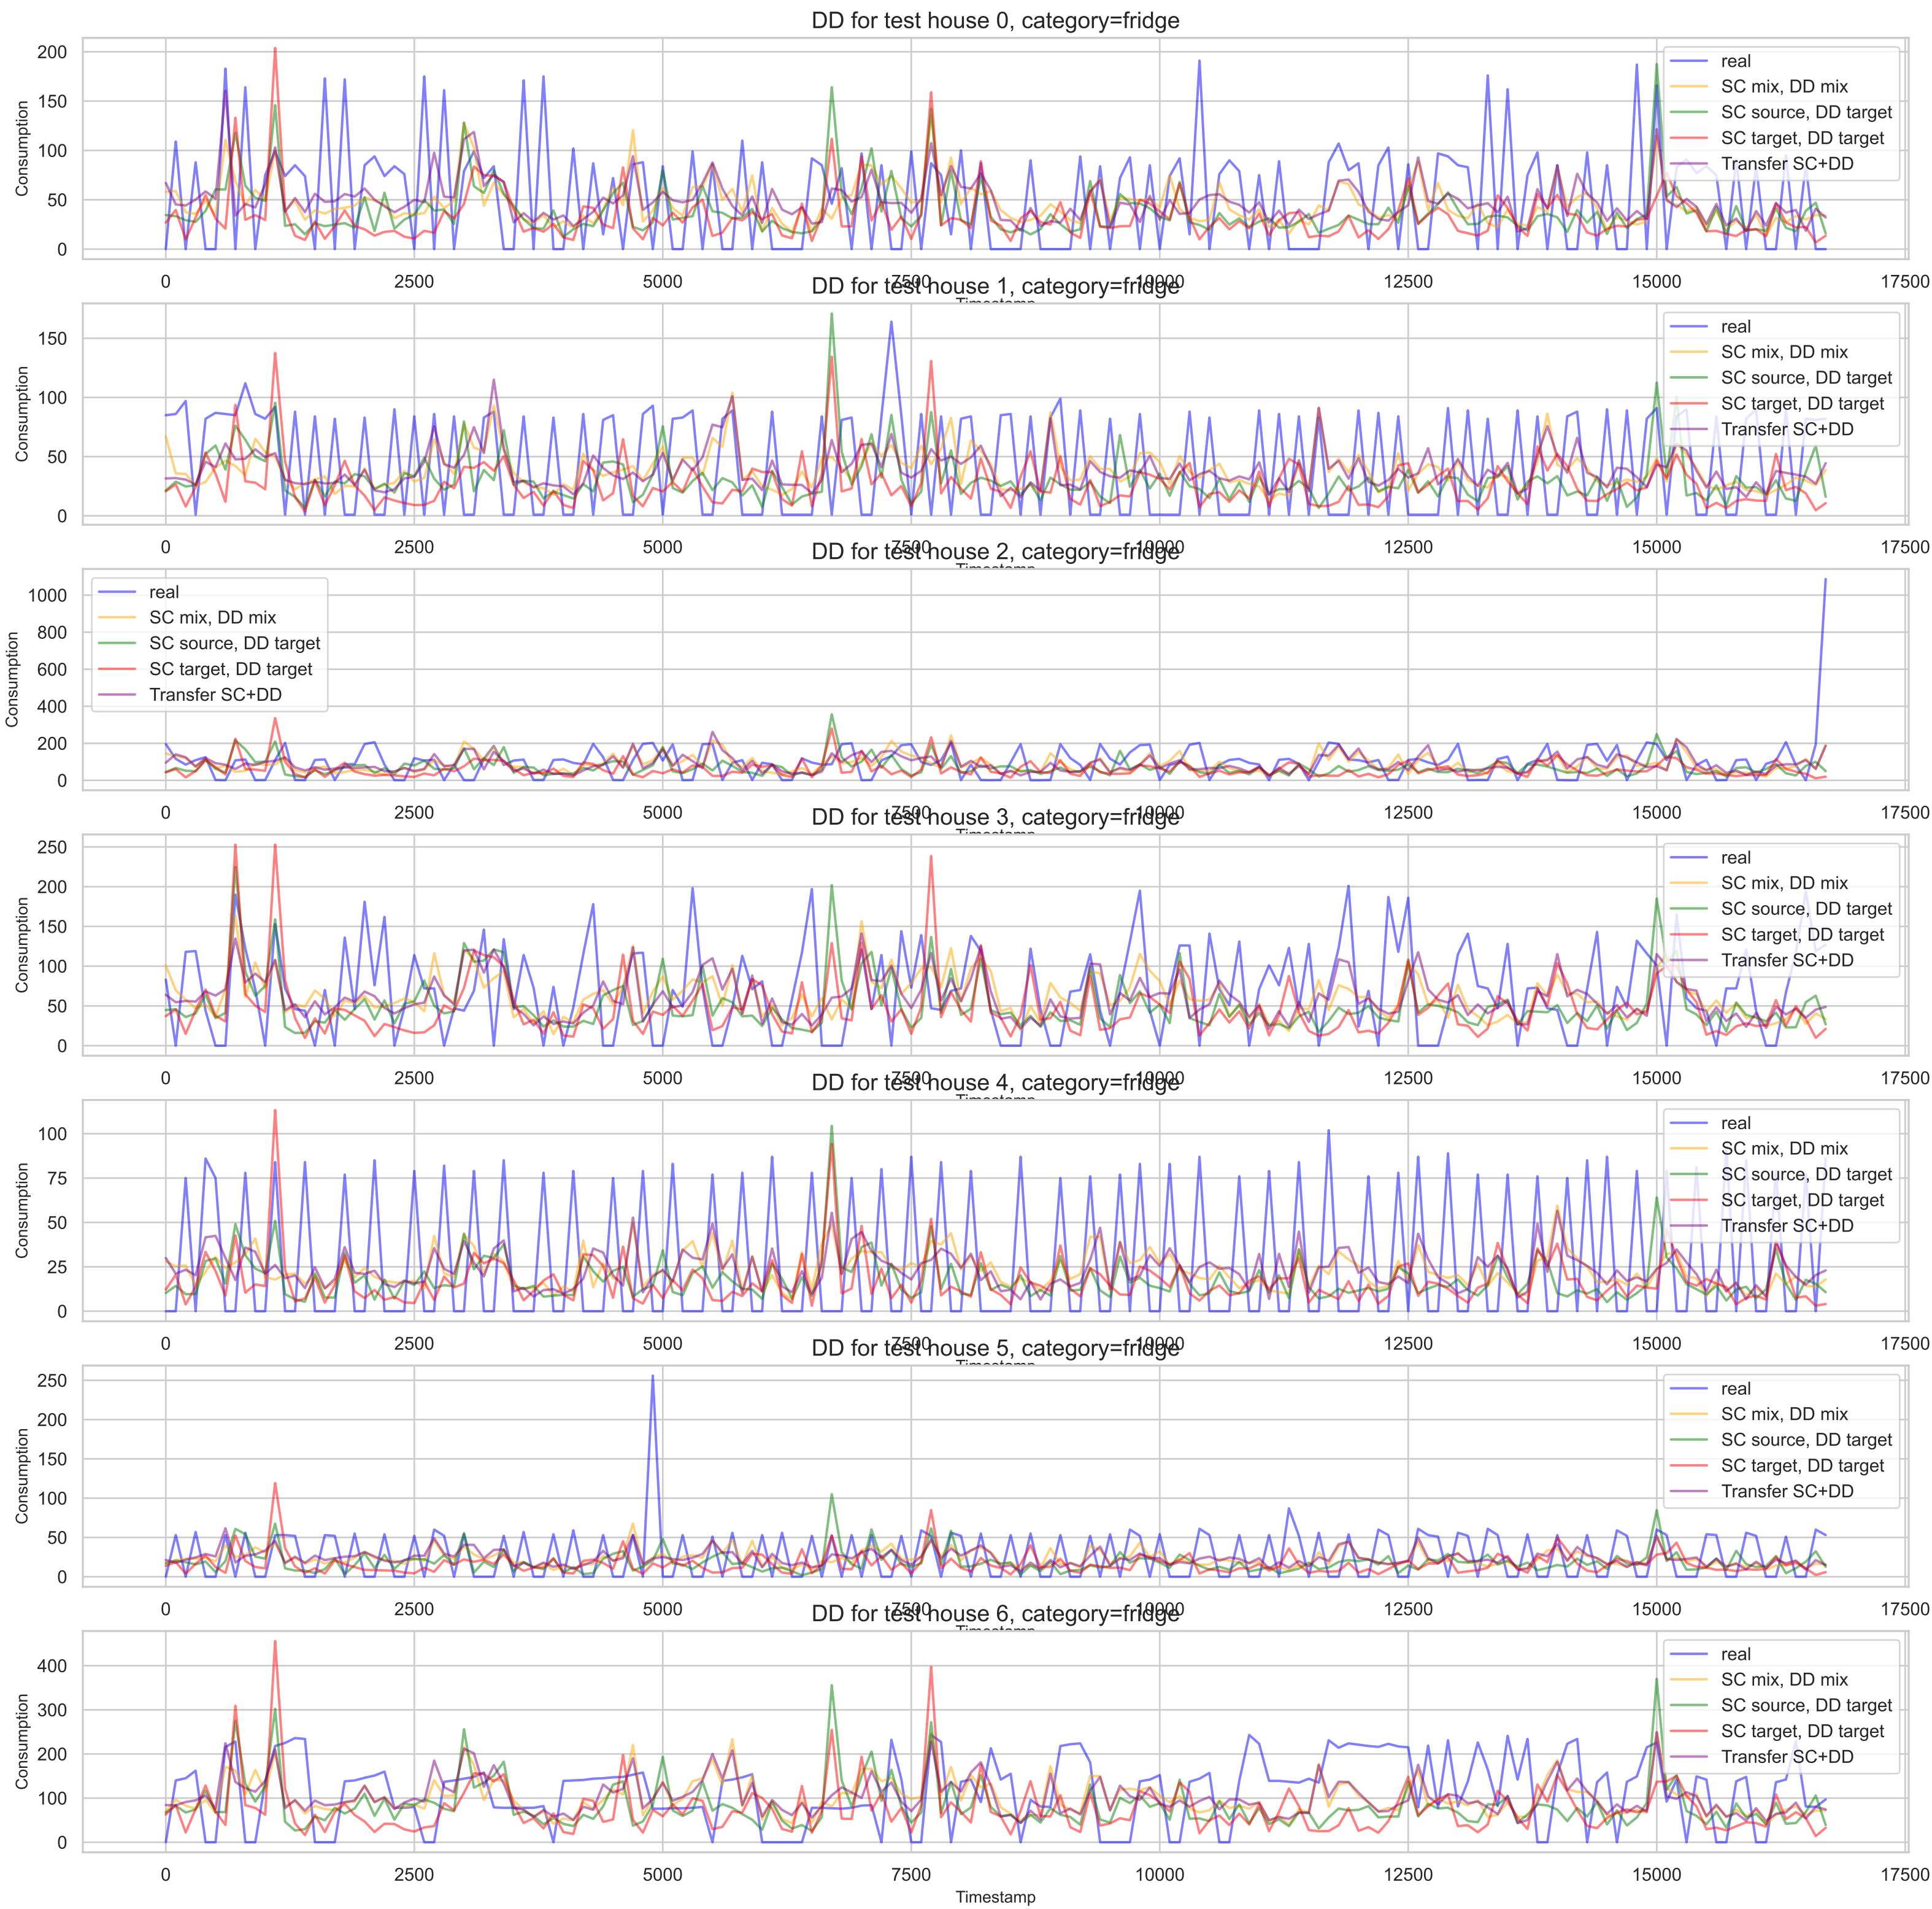 DD for test house 0, category=fridge
200
150
100
50
0
Consumption
real
SC mix, DD mix
SC source, DD target
SC target, DD target
Transfer SC+DD
0 2500 5000 7500 10000 12500 15000 17500
Timestamp
DD for test house 1, category=fridge
150
100
50
0
Consumption
real
SC mix, DD mix
SC source, DD target
SC target, DD target
Transfer SC+DD
0 2500 5000 7500 10000 12500 15000 17500
Timestamp
DD for test house 2, category=fridge
1000
800
600
400
200
0
Consumption
real
SC mix, DD mix
SC source, DD target
SC target, DD target
Transfer SC+DD
0 2500 5000 7500 10000 12500 15000 17500
Timestamp
DD for test house 3, category=fridge
250
200
150
100
50
0
Consumption
real
SC mix, DD mix
SC source, DD target
SC target, DD target
Transfer SC+DD
0 2500 5000 7500 10000 12500 15000 17500
Timestamp
DD for test house 4, category=fridge
100
75
50
25
0
Consumption
real
SC mix, DD mix
SC source, DD target
SC target, DD target
Transfer SC+DD
0 2500 5000 7500 10000 12500 15000 17500
Timestamp
DD for test house 5, category=fridge
250
200
150
100
50
0
Consumption
real
SC mix, DD mix
SC source, DD target
SC target, DD target
Transfer SC+DD
0 2500 5000 7500 10000 12500 15000 17500
Timestamp
DD for test house 6, category=fridge
400
300
200
100
0
Consumption
real
SC mix, DD mix
SC source, DD target
SC target, DD target
Transfer SC+DD
0 2500 5000 7500 10000 12500 15000 17500
Timestamp